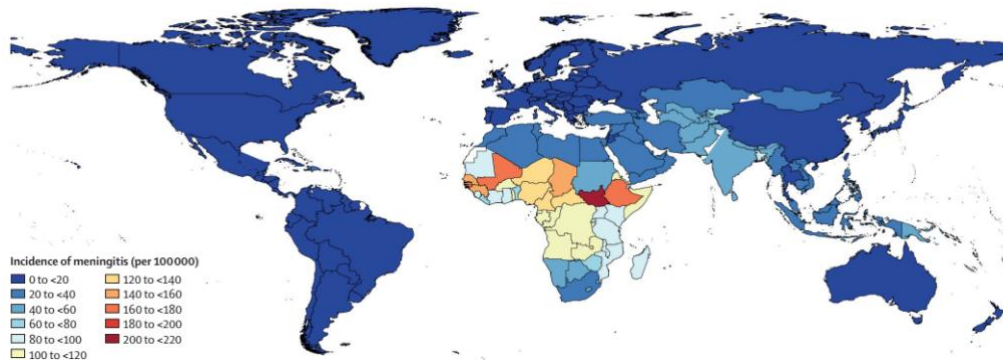 Incidence of meningitis (per 100 000)
0 to <20
20 to <40
40 to <60
60 to <80
80 to <100
100 to <120
120 to <140
140 to <160
160 to <180
180 to <200
200 to <220